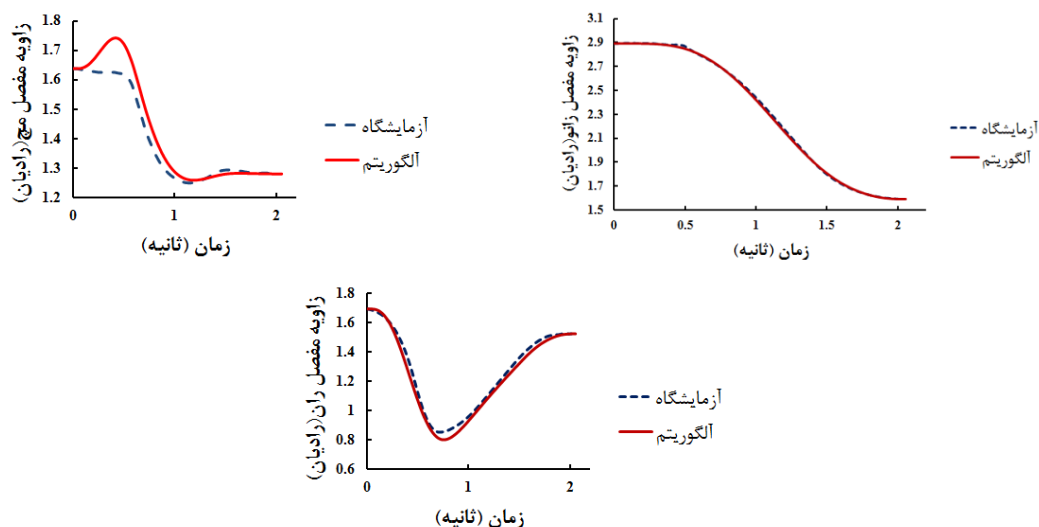 زاویه مفصل مچ(رادیان)
1.8
1.7
1.6
1.5
1.4
1.3
1.2
0 1 2
زمان (ثانیه)
آزمایشگاه
آلگوریتم
زاویه مفصل زانو(رادیان)
3.1
2.9
2.7
2.5
2.3
2.1
1.9
1.7
1.5
0 0.5 1 1.5 2
زمان (ثانیه)
آزمایشگاه
آلگوریتم
زاویه مفصل ران(رادیان)
1.8
1.6
1.4
1.2
1
0.8
0.6
0 1 2
زمان (ثانیه)
آزمایشگاه
آلگوریتم